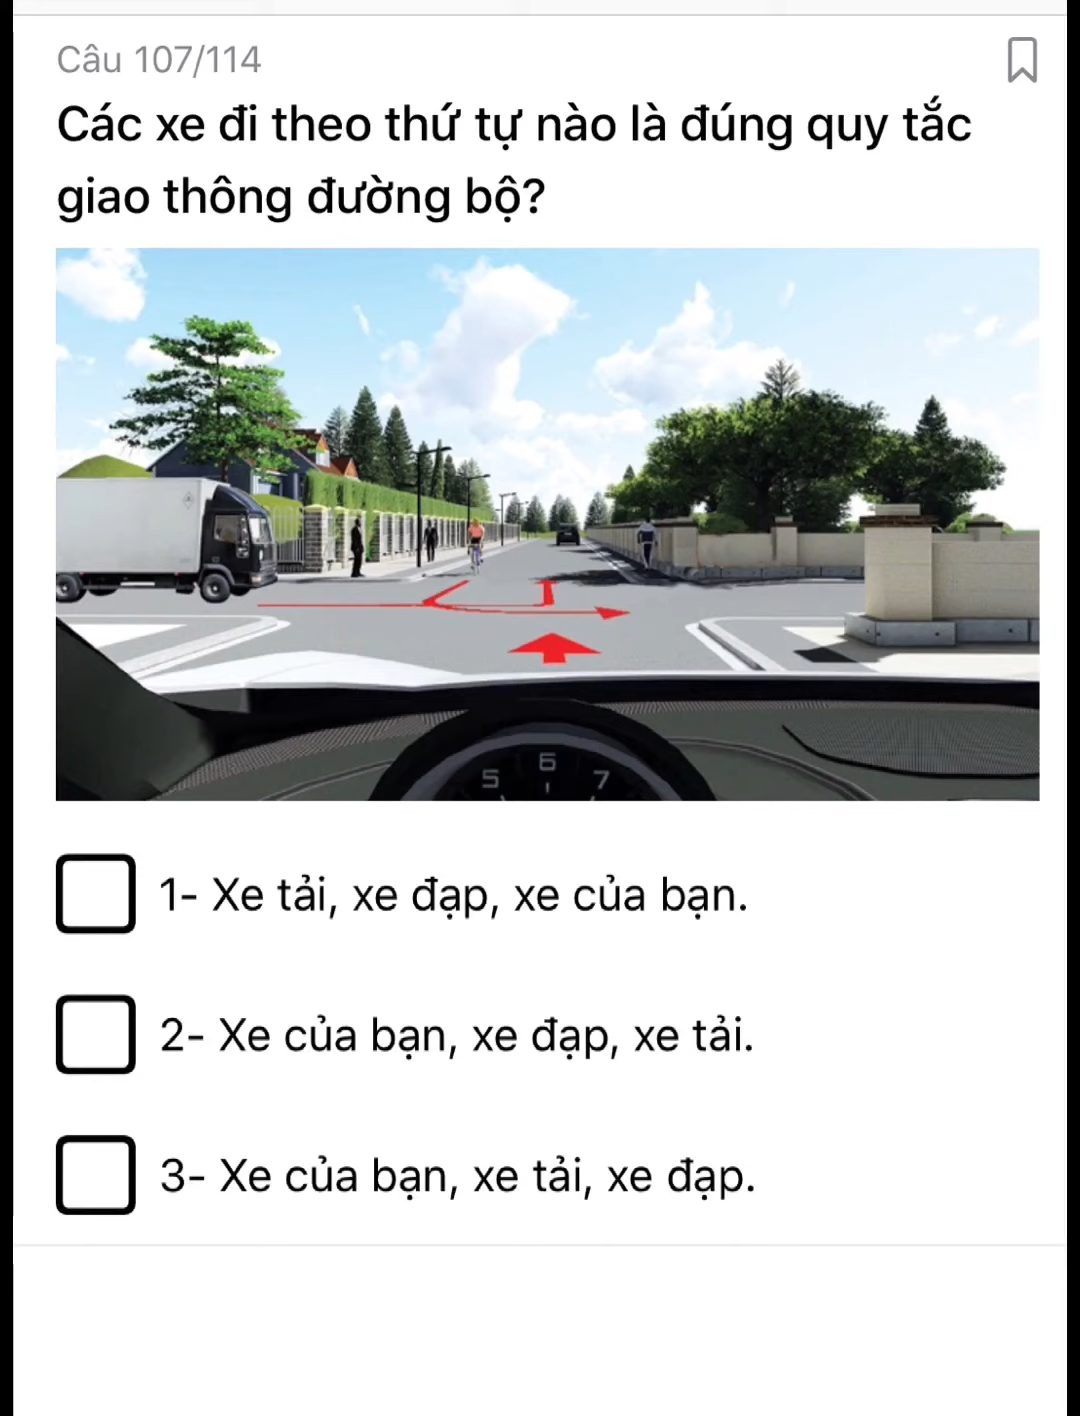 Câu 107/114
Các xe đi theo thứ tự nào là đúng quy tắc
giao thông đường bộ?
5 6 7
1- Xe tải, xe đạp, xe của bạn.
2- Xe của bạn, xe đạp, xe tải.
3- Xe của bạn, xe tải, xe đạp.